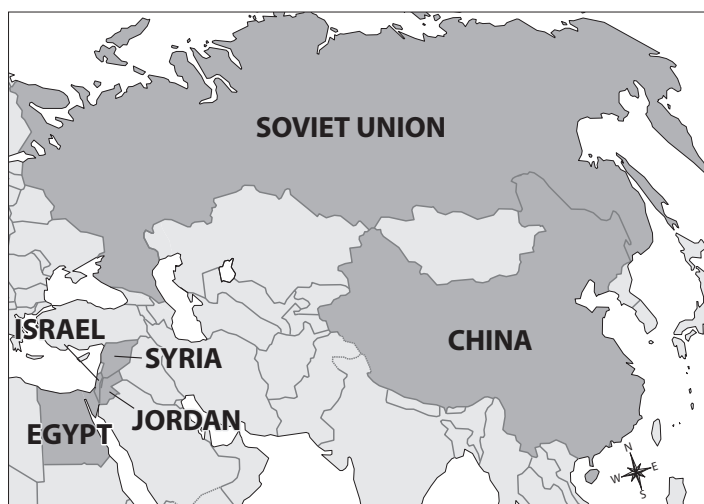 SOVIET UNION
ISRAEL
SYRIA
CHINA
JORDAN
EGYPT
N
W E
S